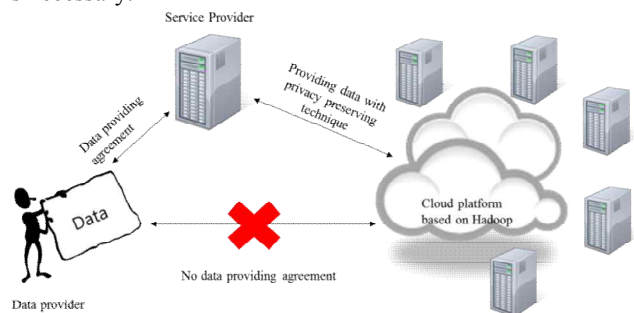 Service Provider
Data providing
agreement
Providing data with
privacy preserving
technique
Data
Cloud platform
based on Hadoop
No data providing agreement
Data provider